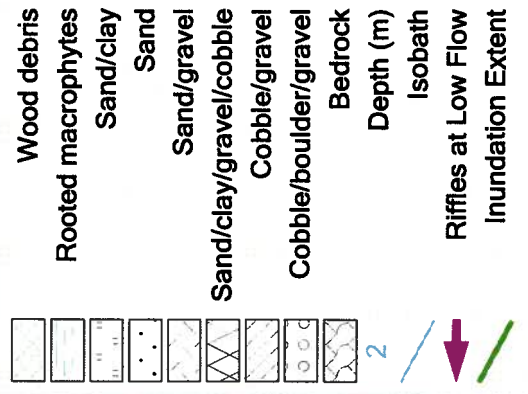 Wood debris
Rooted macrophytes
Sand/clay
Sand
Sand/gravel
Sand/clay/gravel/cobble
Cobble/gravel
Cobble/boulder/gravel
Bedrock
2 Depth (m)
Isobath
Riffles at Low Flow
Inundation Extent